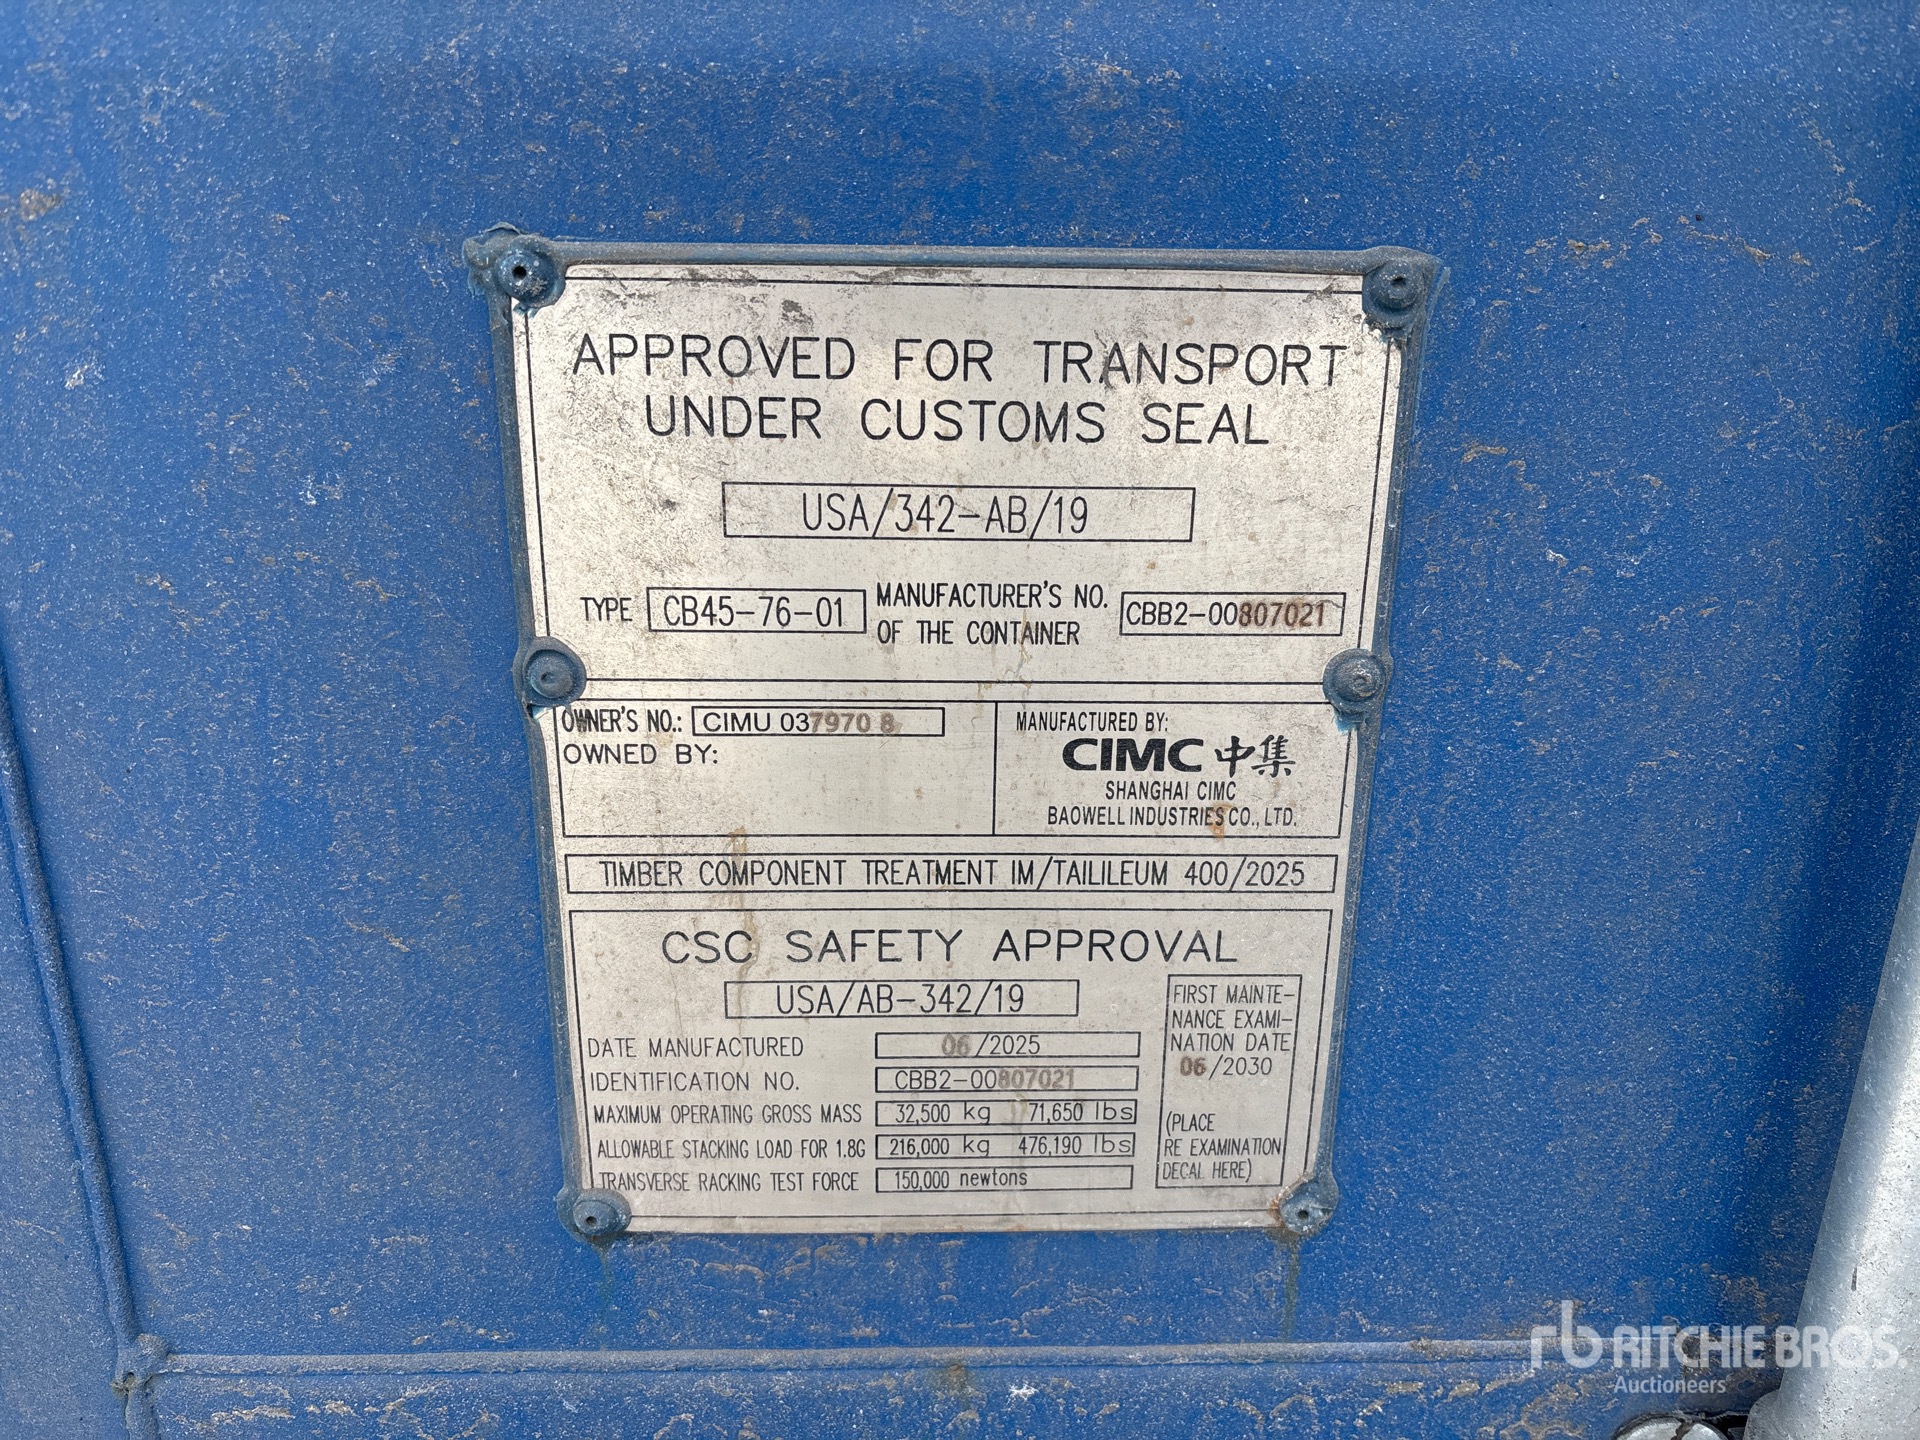 APPROVED FOR TRANSPORT
UNDER CUSTOMS SEAL
USA/342-AB/19
TYPE CB45-76-01 MANUFACTURER'S NO. OF THE CONTAINER CBB2-00807021
OWNER'S NO.: CIMU 037970 8
OWNED BY:
MANUFACTURED BY:
CIMC 中集
SHANGHAI CIMC
BAOWELL INDUSTRIES CO., LTD.
TIMBER COMPONENT TREATMENT IM/TAILILEUM 400/2025
CSC SAFETY APPROVAL
USA/AB-342/19
DATE MANUFACTURED 06/2025
IDENTIFICATION NO. CBB2-00807021
MAXIMUM OPERATING GROSS MASS 32,500 kg 71,650 lbs
ALLOWABLE STACKING LOAD FOR 1.8G 216,000 kg 476,190 lbs
TRANSVERSE RACKING TEST FORCE 150,000 newtons
FIRST MAINTE-
NANCE EXAMI-
NATION DATE
06/2030
(PLACE
RE EXAMINATION
DECAL HERE)
rb RITCHIE BROS.
Auctioneers